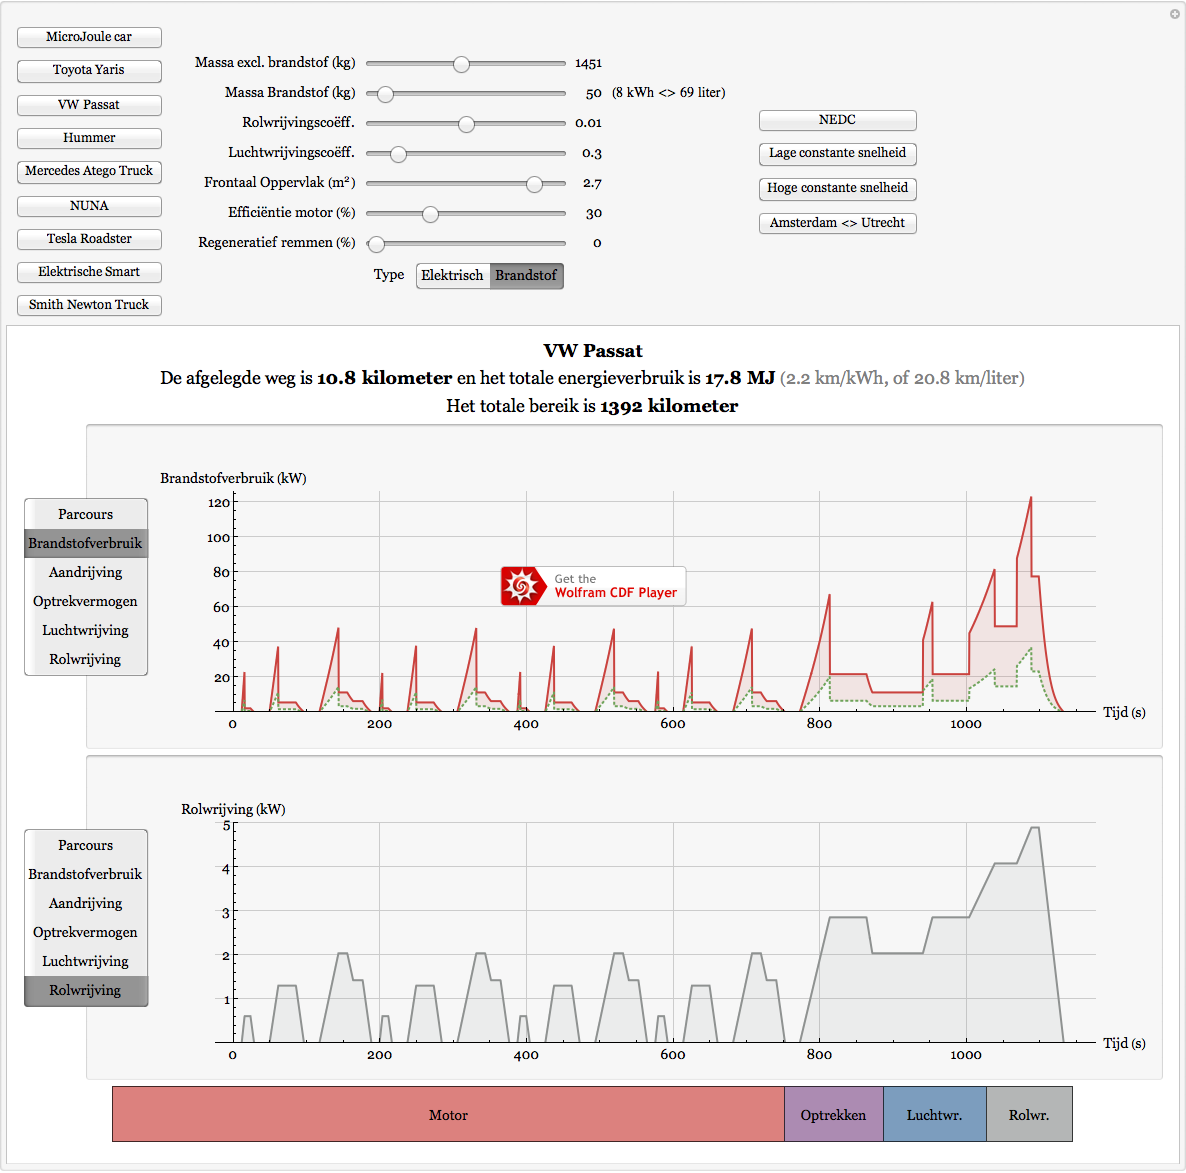 MicroJoule car
Toyota Yaris
VW Passat
Hummer
Mercedes Atego Truck
NUNA
Tesla Roadster
Elektrische Smart
Smith Newton Truck
Massa excl. brandstof (kg) 1451
Massa Brandstof (kg) 50 (8 kWh <> 69 liter)
Rolwrijvingscoëff. 0.01
Luchtwrijvingscoëff. 0.3
Frontaal Oppervlak (m²) 2.7
Efficiëntie motor (%) 30
Regeneratief remmen (%) 0
Type Elektrisch Brandstof
NEDC
Lage constante snelheid
Hoge constante snelheid
Amsterdam <> Utrecht
VW Passat
De afgelegde weg is 10.8 kilometer en het totale energieverbruik is 17.8 MJ (2.2 km/kWh, of 20.8 km/liter)
Het totale bereik is 1392 kilometer
Parcours
Brandstofverbruik
Aandrijving
Optrekvermogen
Luchtwrijving
Rolwrijving
Brandstofverbruik (kW)
120
100
80
60
40
20
0 200 400 600 800 1000 Tijd (s)
Get the
Wolfram CDF Player
Parcours
Brandstofverbruik
Aandrijving
Optrekvermogen
Luchtwrijving
Rolwrijving
Rolwrijving (kW)
5
4
3
2
1
0 200 400 600 800 1000 Tijd (s)
Motor Optrekken Luchtwr. Rolwr.